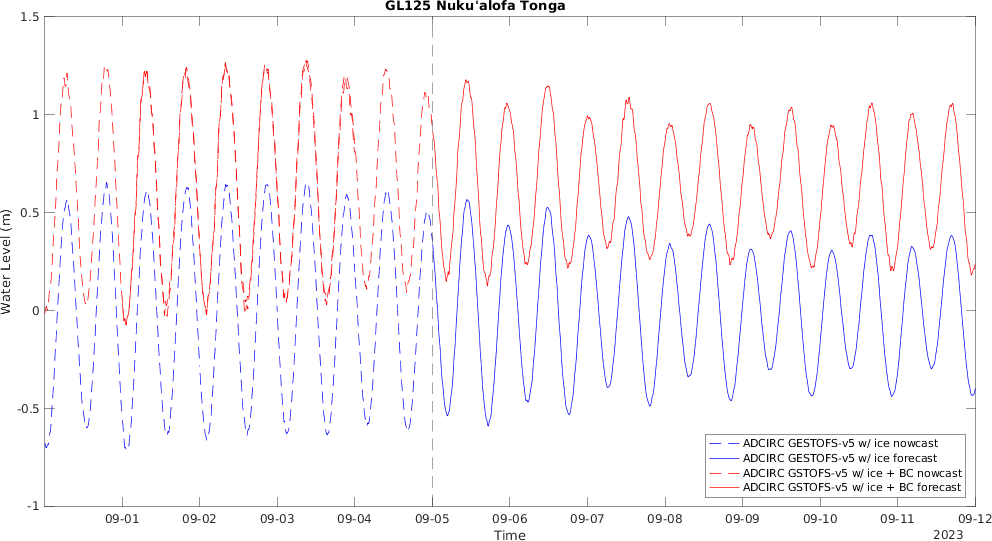 GL125 Nuku'alofa Tonga
1.5
1
0.5
0
-0.5
-1
Water Level (m)
ADCIRC GESTOFS-v5 w/ ice nowcast
ADCIRC GESTOFS-v5 w/ ice forecast
ADCIRC GSTOFS-v5 w/ ice + BC nowcast
ADCIRC GSTOFS-v5 w/ ice + BC forecast
09-01 09-02 09-03 09-04 09-05 09-06 09-07 09-08 09-09 09-10 09-11 09-12
Time
2023